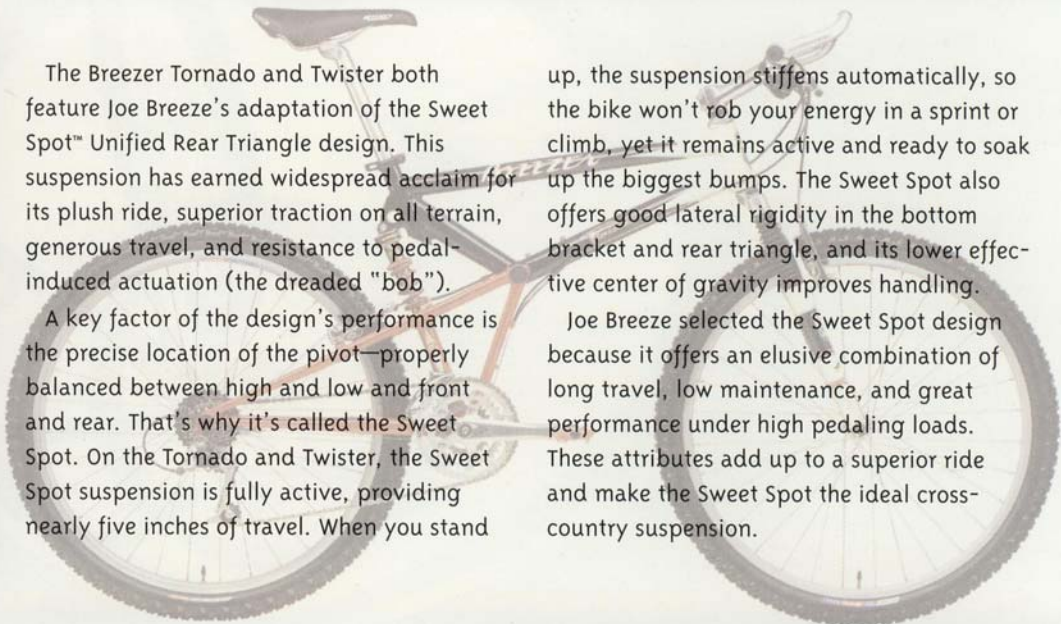 The Breezer Tornado and Twister both
feature Joe Breeze's adaptation of the Sweet
Spot™ Unified Rear Triangle design. This
suspension has earned widespread acclaim for
its plush ride, superior traction on all terrain,
generous travel, and resistance to pedal-
induced actuation (the dreaded "bob").
A key factor of the design's performance is
the precise location of the pivot—properly
balanced between high and low and front
and rear. That's why it's called the Sweet
Spot. On the Tornado and Twister, the Sweet
Spot suspension is fully active, providing
nearly five inches of travel. When you stand
up, the suspension stiffens automatically, so
the bike won't rob your energy in a sprint or
climb, yet it remains active and ready to soak
up the biggest bumps. The Sweet Spot also
offers good lateral rigidity in the bottom
bracket and rear triangle, and its lower effec-
tive center of gravity improves handling.
Joe Breeze selected the Sweet Spot design
because it offers an elusive combination of
long travel, low maintenance, and great
performance under high pedaling loads.
These attributes add up to a superior ride
and make the Sweet Spot the ideal cross-
country suspension.
BREEZER